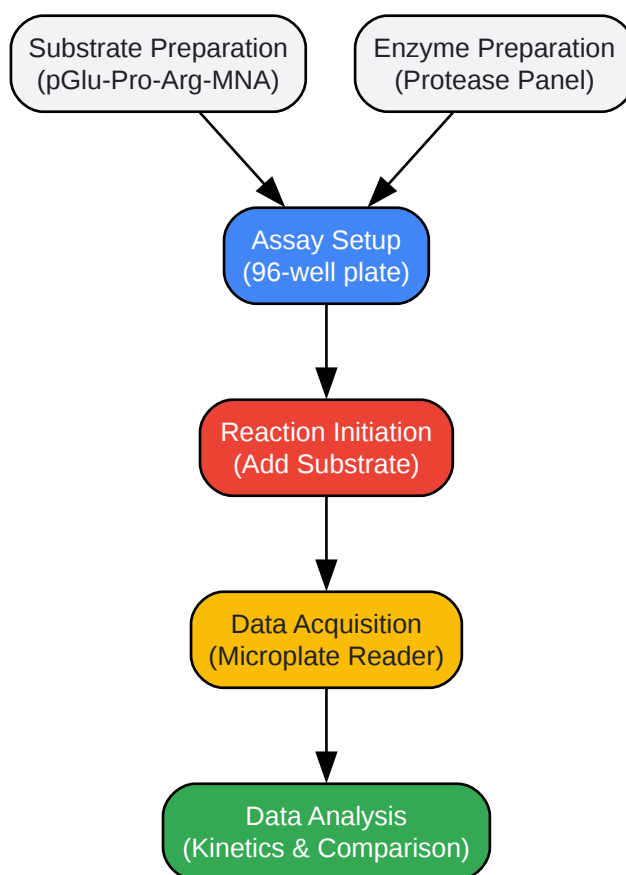 Substrate Preparation
(pGlu-Pro-Arg-MNA)
Enzyme Preparation
(Protease Panel)
Assay Setup
(96-well plate)
Reaction Initiation
(Add Substrate)
Data Acquisition
(Microplate Reader)
Data Analysis
(Kinetics & Comparison)